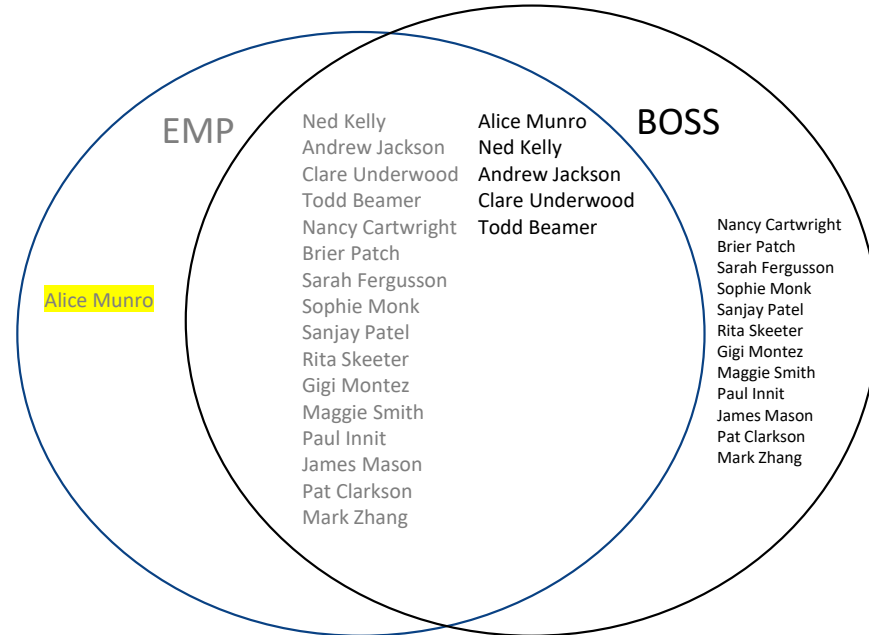 EMP
BOSS
Alice Munro
Ned Kelly
Andrew Jackson
Clare Underwood
Todd Beamer
Nancy Cartwright
Brier Patch
Sarah Fergusson
Sophie Monk
Sanjay Patel
Rita Skeeter
Gigi Montez
Maggie Smith
Paul Innit
James Mason
Pat Clarkson
Mark Zhang
Alice Munro
Ned Kelly
Andrew Jackson
Clare Underwood
Todd Beamer
Nancy Cartwright
Brier Patch
Sarah Fergusson
Sophie Monk
Sanjay Patel
Rita Skeeter
Gigi Montez
Maggie Smith
Paul Innit
James Mason
Pat Clarkson
Mark Zhang